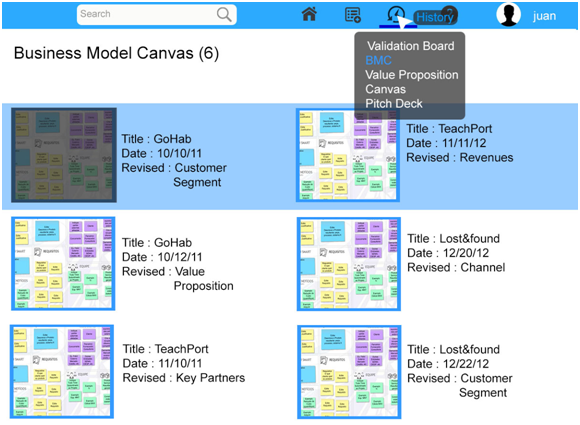 Search
History
?
juan
Business Model Canvas (6)
Validation Board
BMC
Value Proposition
Canvas
Pitch Deck
Title : GoHab
Date : 10/10/11
Revised : Customer
Segment
Title : TeachPort
Date : 11/11/12
Revised : Revenues
Title : GoHab
Date : 10/12/11
Revised : Value
Proposition
Title : Lost&found
Date : 12/20/12
Revised : Channel
Title : TeachPort
Date : 11/10/11
Revised : Key Partners
Title : Lost&found
Date : 12/22/12
Revised : Customer
Segment